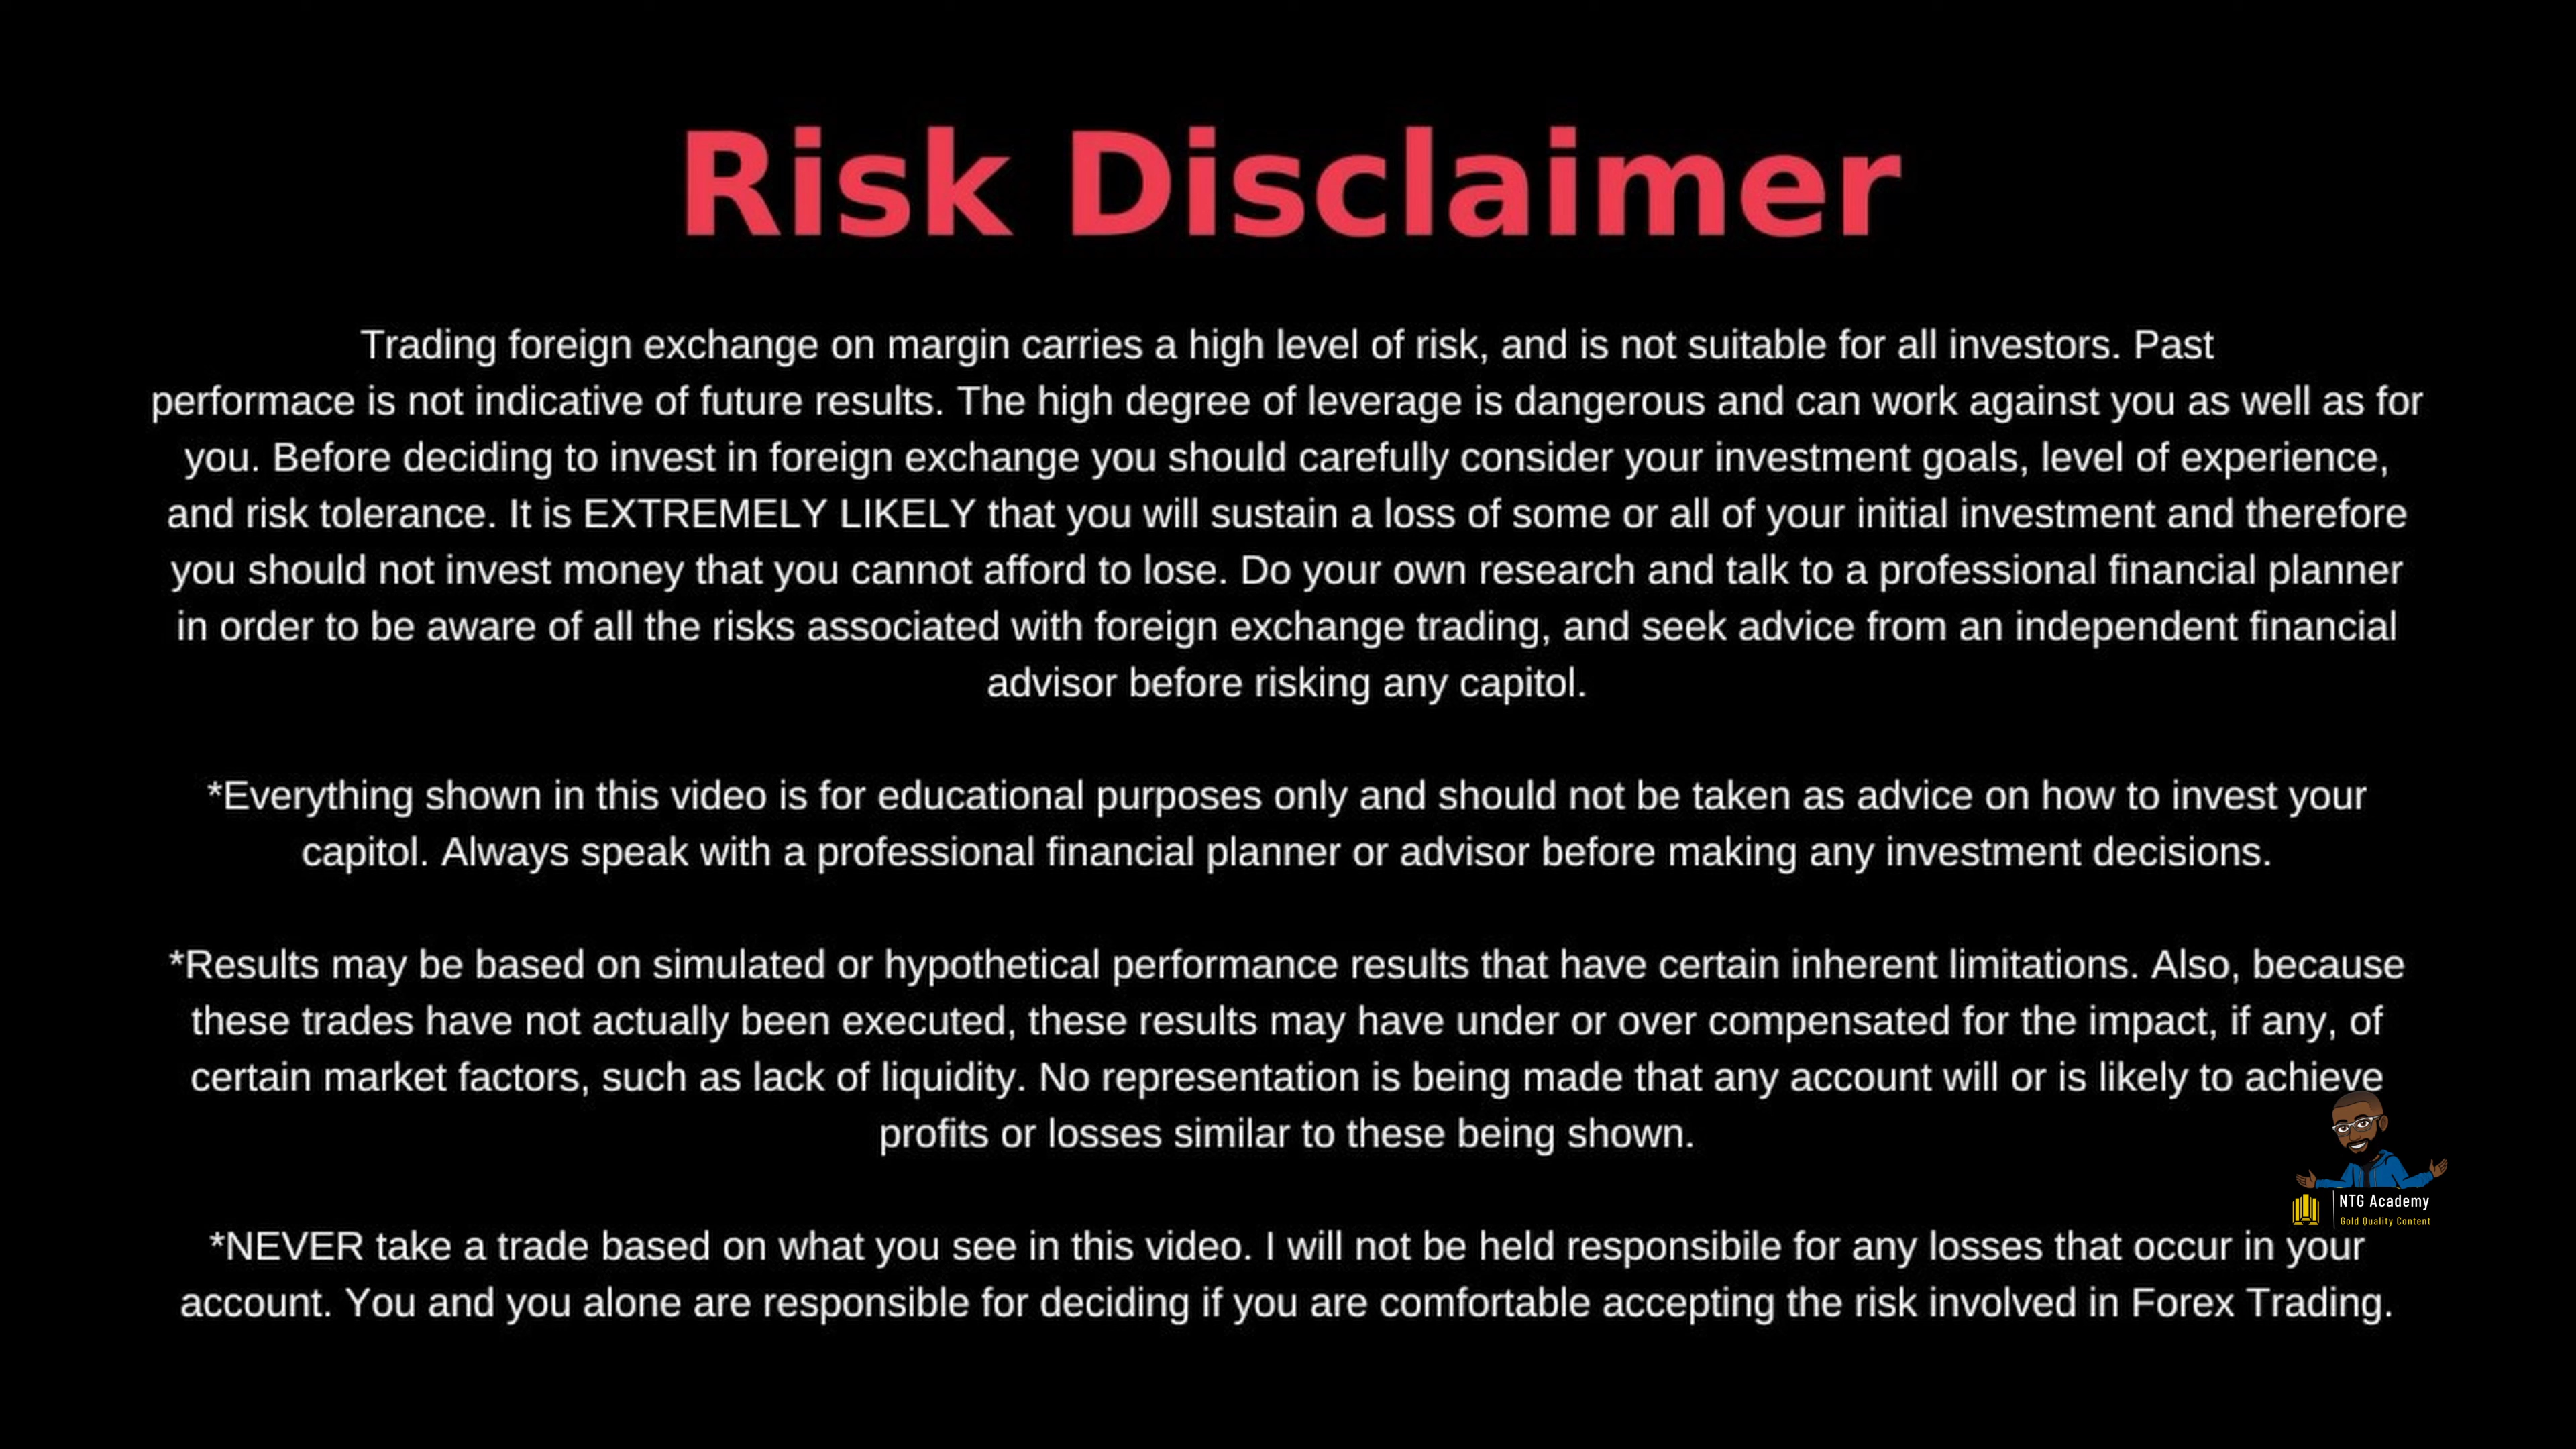 Risk Disclaimer
Trading foreign exchange on margin carries a high level of risk, and is not suitable for all investors. Past
performace is not indicative of future results. The high degree of leverage is dangerous and can work against you as well as for
you. Before deciding to invest in foreign exchange you should carefully consider your investment goals, level of experience,
and risk tolerance. It is EXTREMELY LIKELY that you will sustain a loss of some or all of your initial investment and therefore
you should not invest money that you cannot afford to lose. Do your own research and talk to a professional financial planner
in order to be aware of all the risks associated with foreign exchange trading, and seek advice from an independent financial
advisor before risking any capitol.
*Everything shown in this video is for educational purposes only and should not be taken as advice on how to invest your
capitol. Always speak with a professional financial planner or advisor before making any investment decisions.
*Results may be based on simulated or hypothetical performance results that have certain inherent limitations. Also, because
these trades have not actually been executed, these results may have under or over compensated for the impact, if any, of
certain market factors, such as lack of liquidity. No representation is being made that any account will or is likely to achieve
profits or losses similar to these being shown.
NTG Academy
Gold Quality Content
*NEVER take a trade based on what you see in this video. I will not be held responsibile for any losses that occur in your
account. You and you alone are responsible for deciding if you are comfortable accepting the risk involved in Forex Trading.